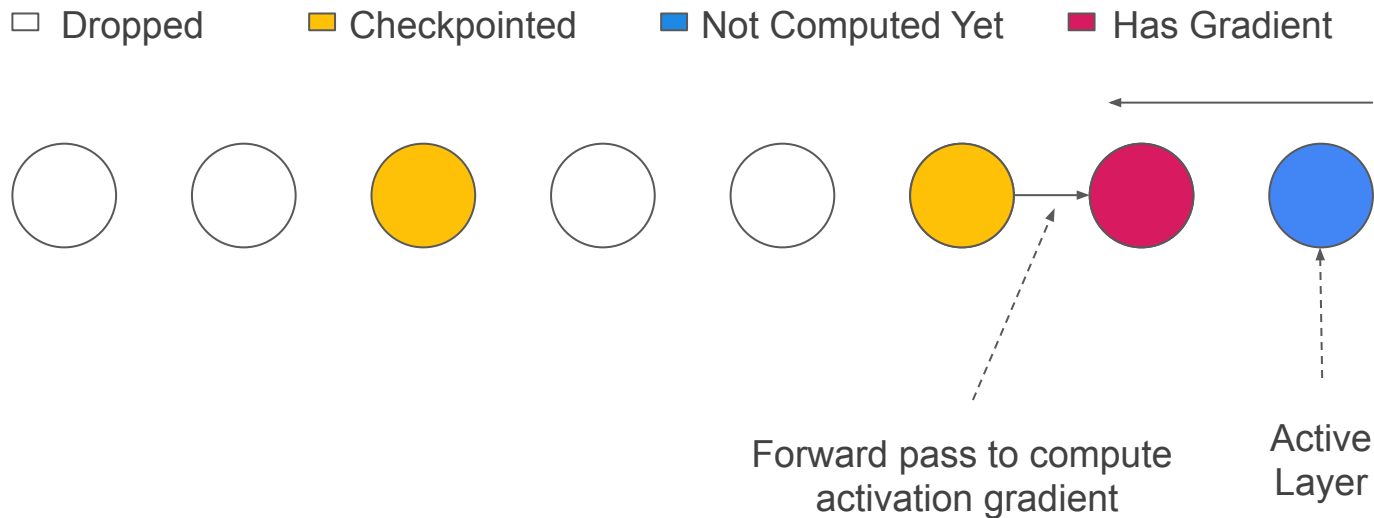 Dropped Checkpointed Not Computed Yet Has Gradient
Forward pass to compute
activation gradient
Active
Layer